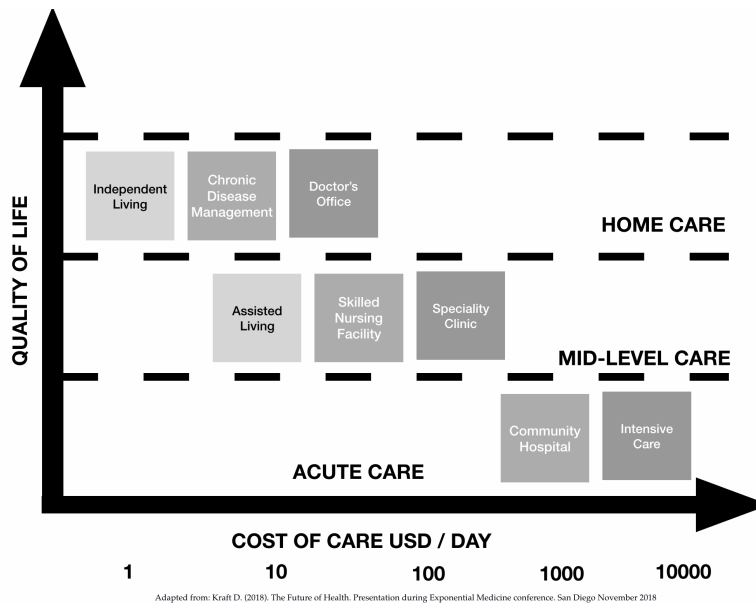 QUALITY OF LIFE
Independent
Living
Chronic
Disease
Management
Doctor's
Office
HOME CARE
Assisted
Living
Skilled
Nursing
Facility
Speciality
Clinic
MID-LEVEL CARE
Community
Hospital
Intensive
Care
ACUTE CARE
COST OF CARE USD / DAY
1 10 100 1000 10000
Adapted from: Kraft D. (2018). The Future of Health. Presentation during Exponential Medicine conference. San Diego November 2018